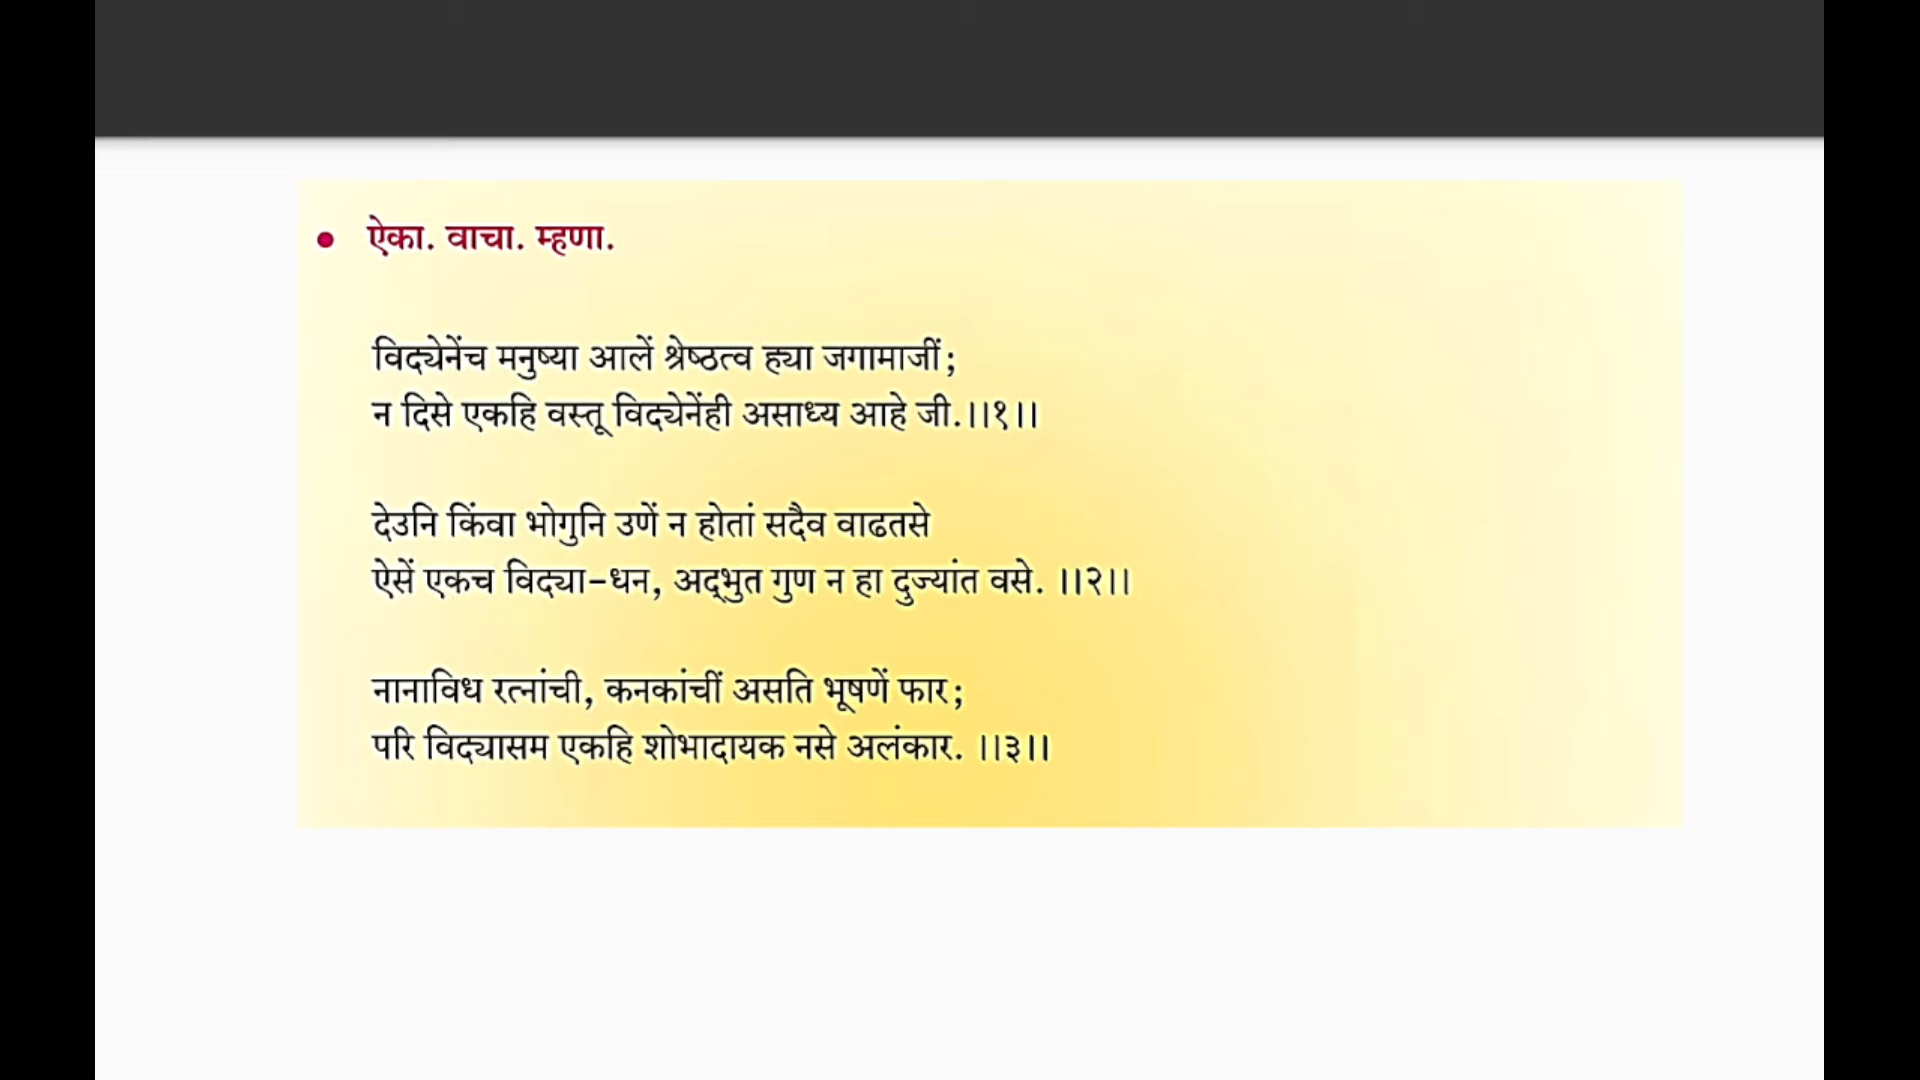 • ऐका. वाचा. म्हणा.
विद्येनेंच मनुष्या आलें श्रेष्ठत्व ह्या जगामाजीं;
न दिसे एकहि वस्तू विद्येनेंही असाध्य आहे जी.।।१।।
देउनि किंवा भोगुनि उणें न होतां सदैव वाढतसे
ऐसें एकच विद्या-धन, अद्‌भुत गुण न हा दुज्यांत वसे. ।।२।।
नानाविध रत्नांची, कनकांचीं असति भूषणें फार;
परि विद्यासम एकहि शोभादायक नसे अलंकार. ।।३।।